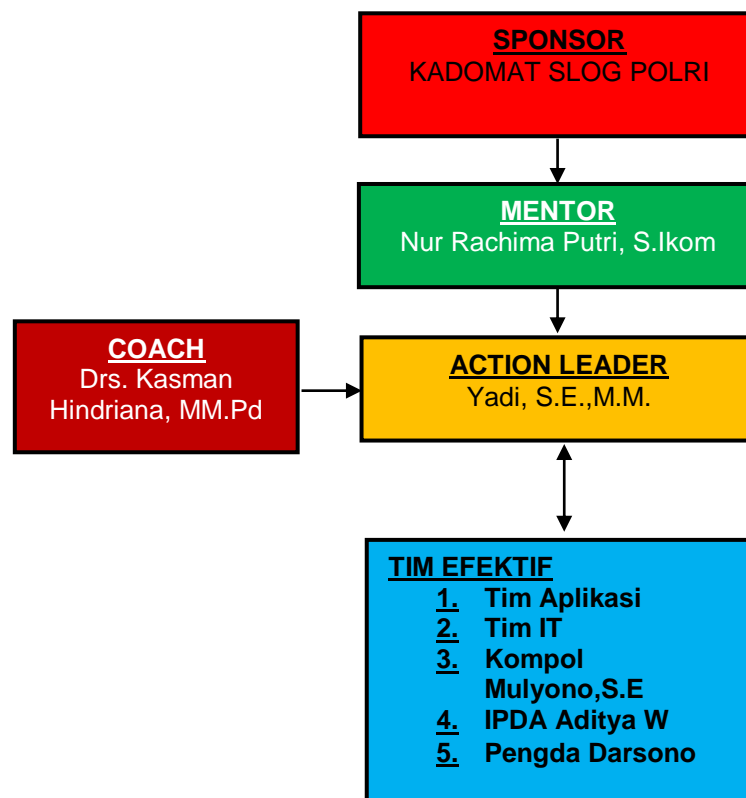 SPONSOR
KADOMAT SLOG POLRI
MENTOR
Nur Rachima Putri, S.Ikom
COACH
Drs. Kasman
Hindriana, MM.Pd
ACTION LEADER
Yadi, S.E.,M.M.
TIM EFEKTIF
1. Tim Aplikasi
2. Tim IT
3. Kompol
Mulyono,S.E
4. IPDA Aditya W
5. Pengda Darsono